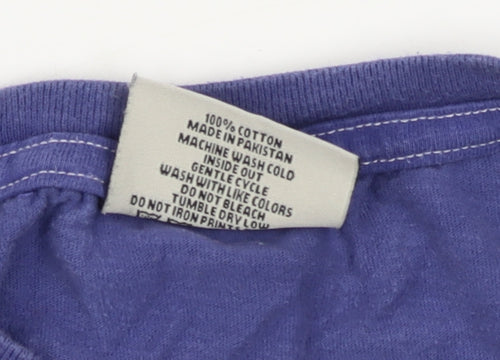 100% COTTON
MADE IN PAKISTAN
MACHINE WASH COLD
INSIDE OUT
GENTLE CYCLE
WASH WITH LIKE COLORS
DO NOT BLEACH
TUMBLE DRY LOW
DO NOT IRON PRINT